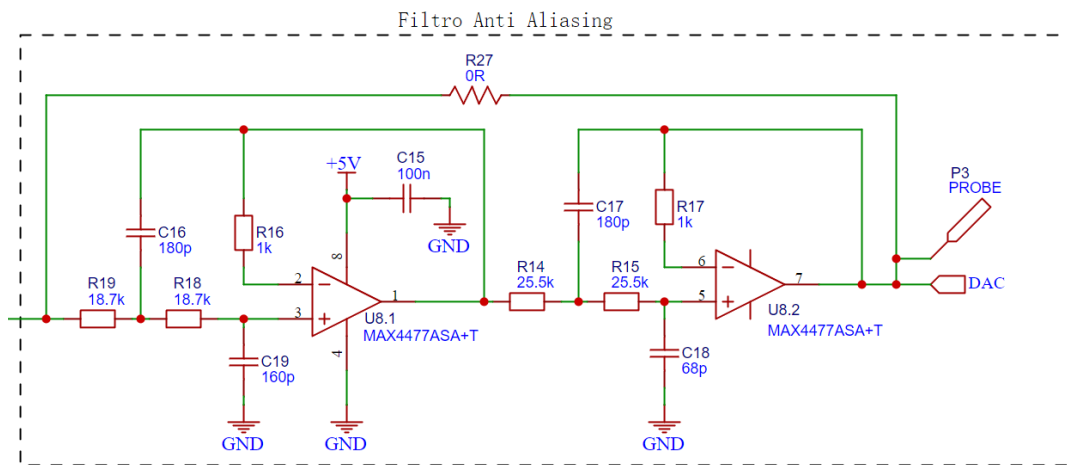 Filtro Anti Aliasing
R27
0R
+5V
C15
100n
GND
P3
PROBE
C16
180p
R16
1k
8
C17
180p
R17
1k
R19
18.7k
R18
18.7k
2
3
1
U8.1
MAX4477ASA+T
4
R14
25.5k
R15
25.5k
6
5
7
U8.2
MAX4477ASA+T
DAC
C19
160p
C18
68p
GND
GND
GND